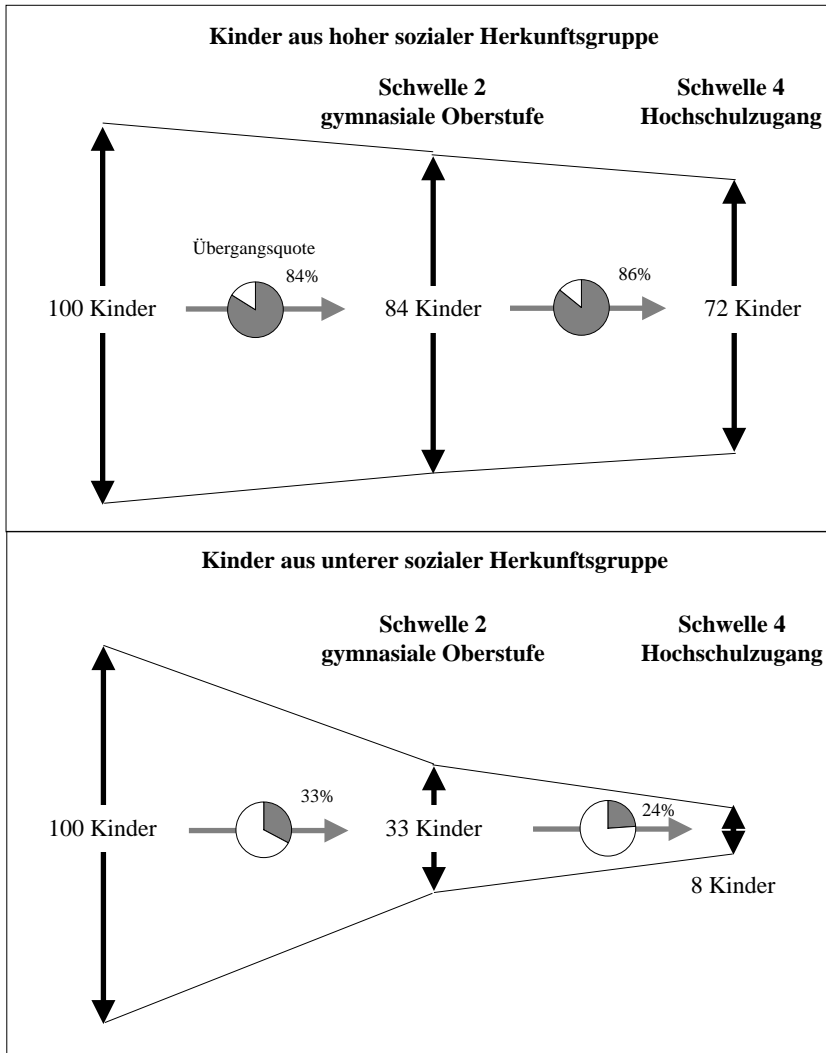 Kinder aus hoher sozialer Herkunftsgruppe
Schwelle 2
gymnasiale Oberstufe
Schwelle 4
Hochschulzugang
Übergangsquote
84%
86%
100 Kinder
84 Kinder
72 Kinder
Kinder aus unterer sozialer Herkunftsgruppe
Schwelle 2
gymnasiale Oberstufe
Schwelle 4
Hochschulzugang
33%
24%
100 Kinder
33 Kinder
8 Kinder